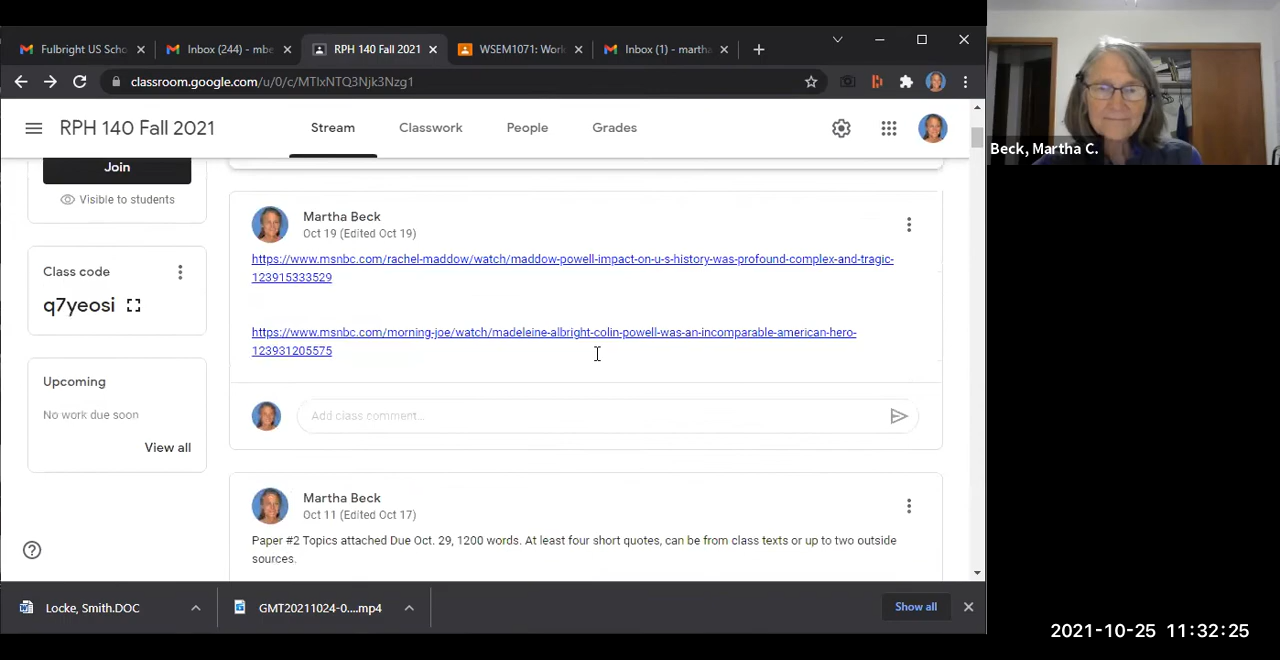 Fulbright US Scho
Inbox (244) - mbe
RPH 140 Fall 2021
WSEM1071: Worl
Inbox (1) - martha
classroom.google.com/u/0/c/MTIxNTQ3Njk3Nzg1
RPH 140 Fall 2021
Stream
Classwork
People
Grades
Beck, Martha C.
Join
Visible to students
Class code
q7yeosi
Upcoming
No work due soon
View all
Martha Beck
Oct 19 (Edited Oct 19)
https://www.msnbc.com/rachel-maddow/watch/maddow-powell-impact-on-u-s-history-was-profound-complex-and-tragic-
123915333529
https://www.msnbc.com/morning-joe/watch/madeleine-albright-colin-powell-was-an-incomparable-american-hero-
123931205575
Add class comment...
Martha Beck
Oct 11 (Edited Oct 17)
Paper #2 Topics attached Due Oct. 29, 1200 words. At least four short quotes, can be from class texts or up to two outside
sources.
Locke, Smith.DOC
GMT20211024-0....mp4
Show all
2021-10-25 11:32:25